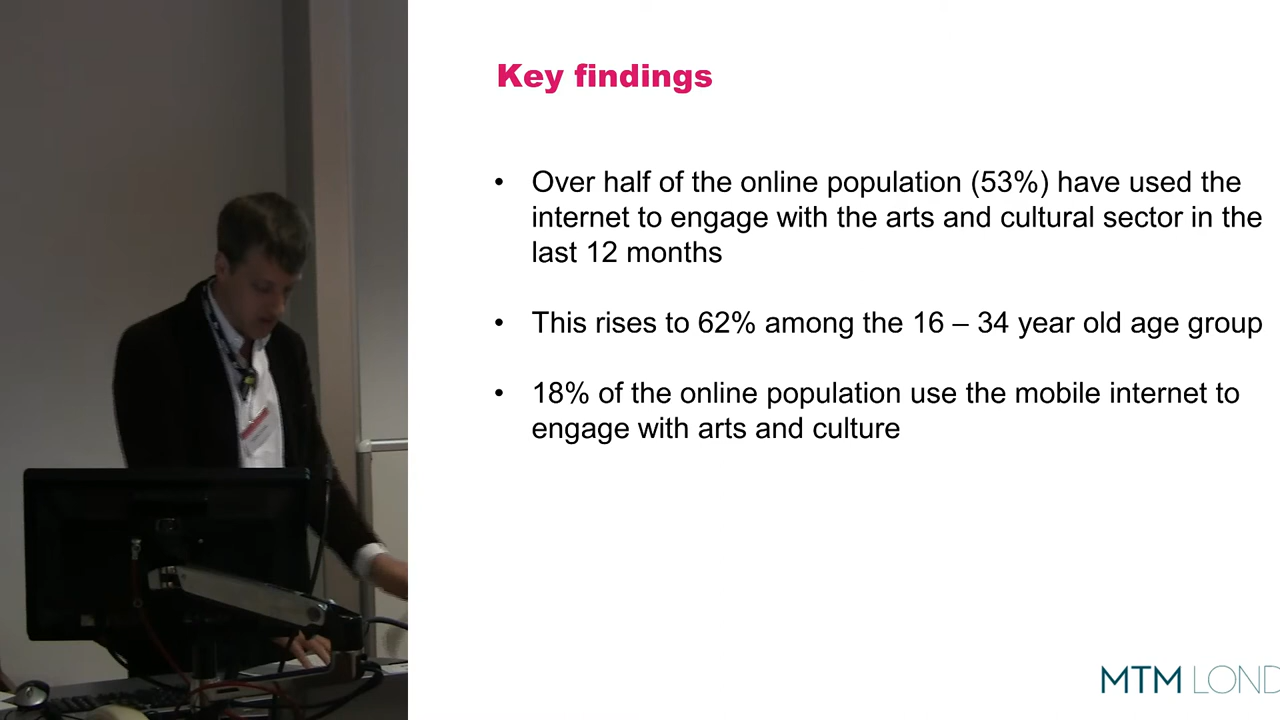 Key findings
• Over half of the online population (53%) have used the
internet to engage with the arts and cultural sector in the
last 12 months
• This rises to 62% among the 16 – 34 year old age group
• 18% of the online population use the mobile internet to
engage with arts and culture
MTM LOND